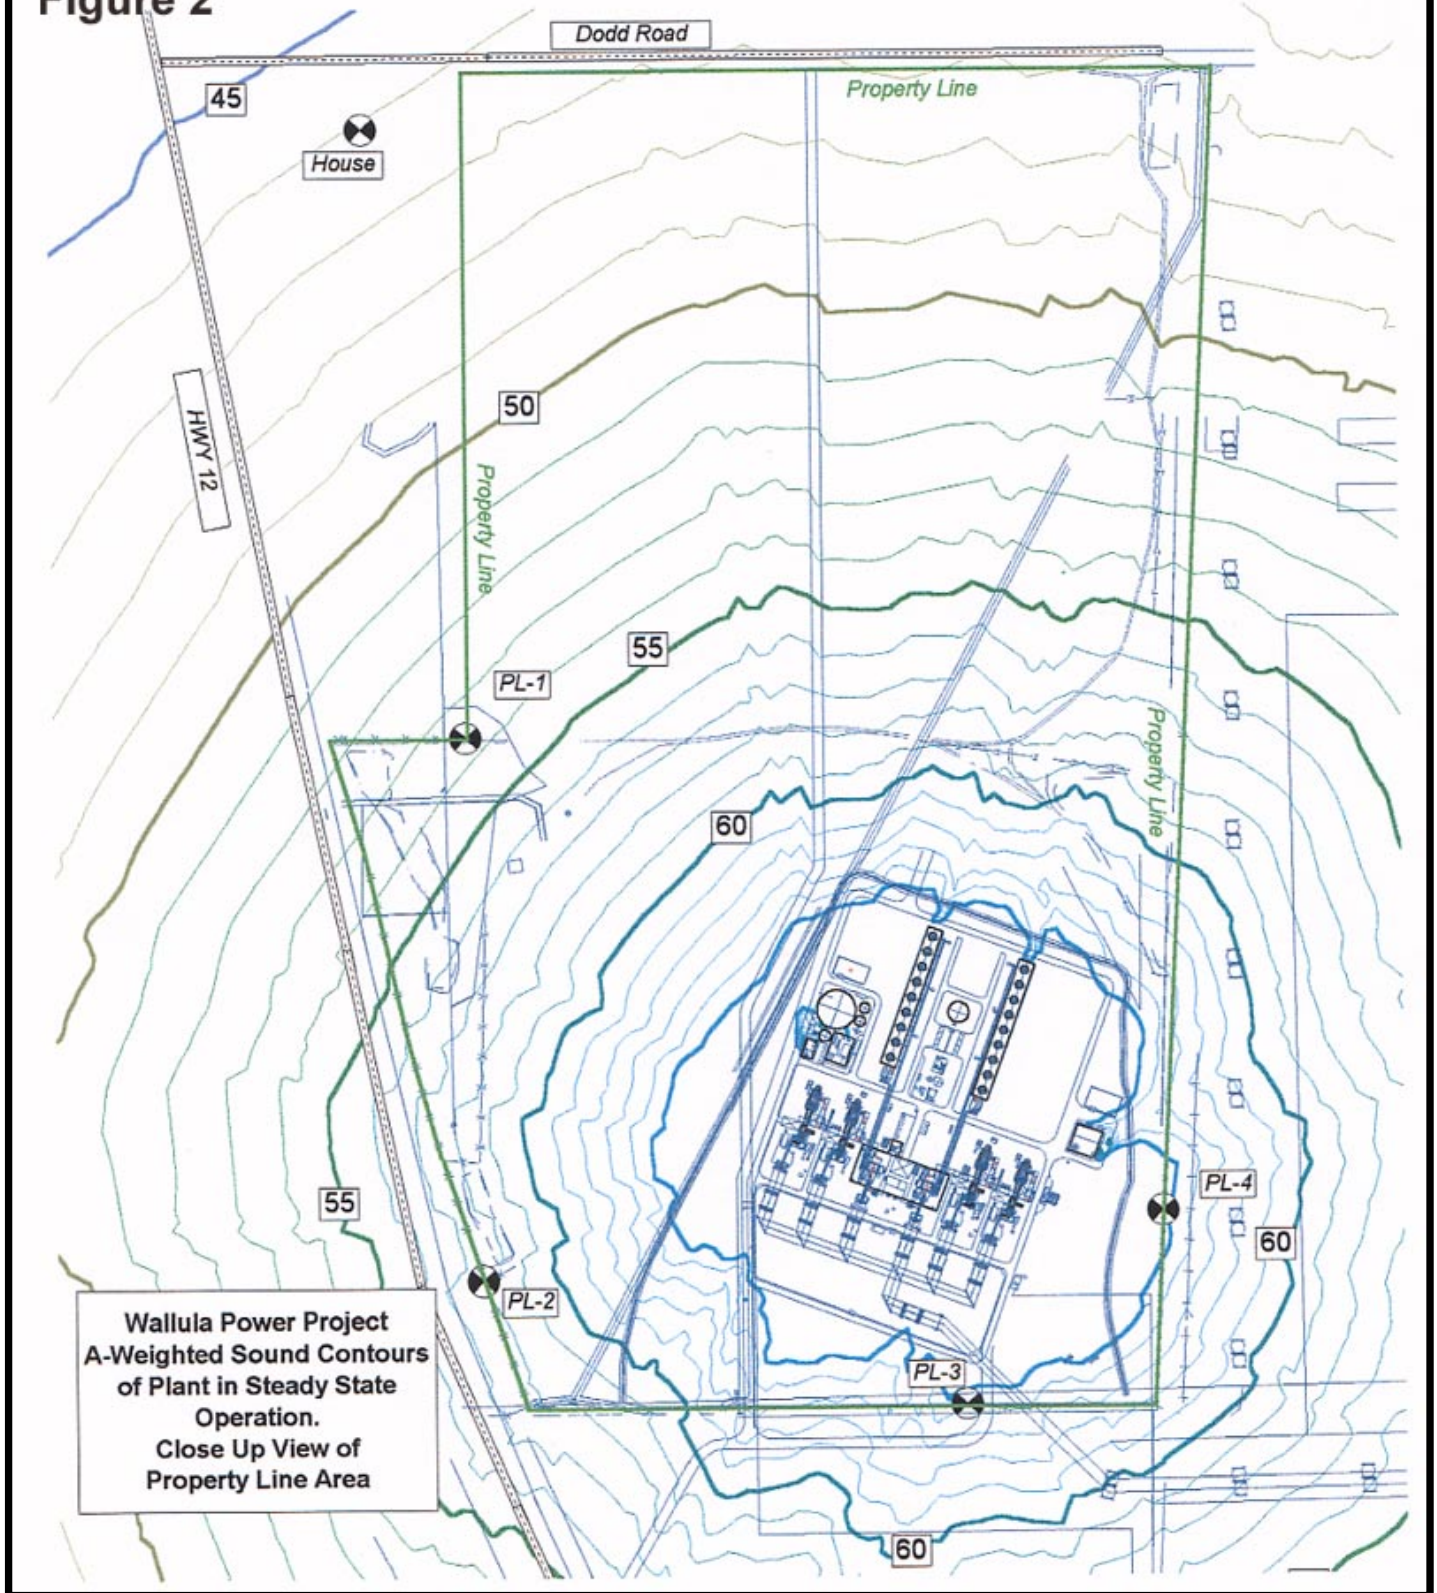 Figure 2
Dodd Road
Property Line
45
House
50
HWY 12
Property Line
55
PL-1
Property Line
60
PL-4
55
60
PL-2
PL-3
60
Wallula Power Project
A-Weighted Sound Contours
of Plant in Steady State
Operation.
Close Up View of
Property Line Area